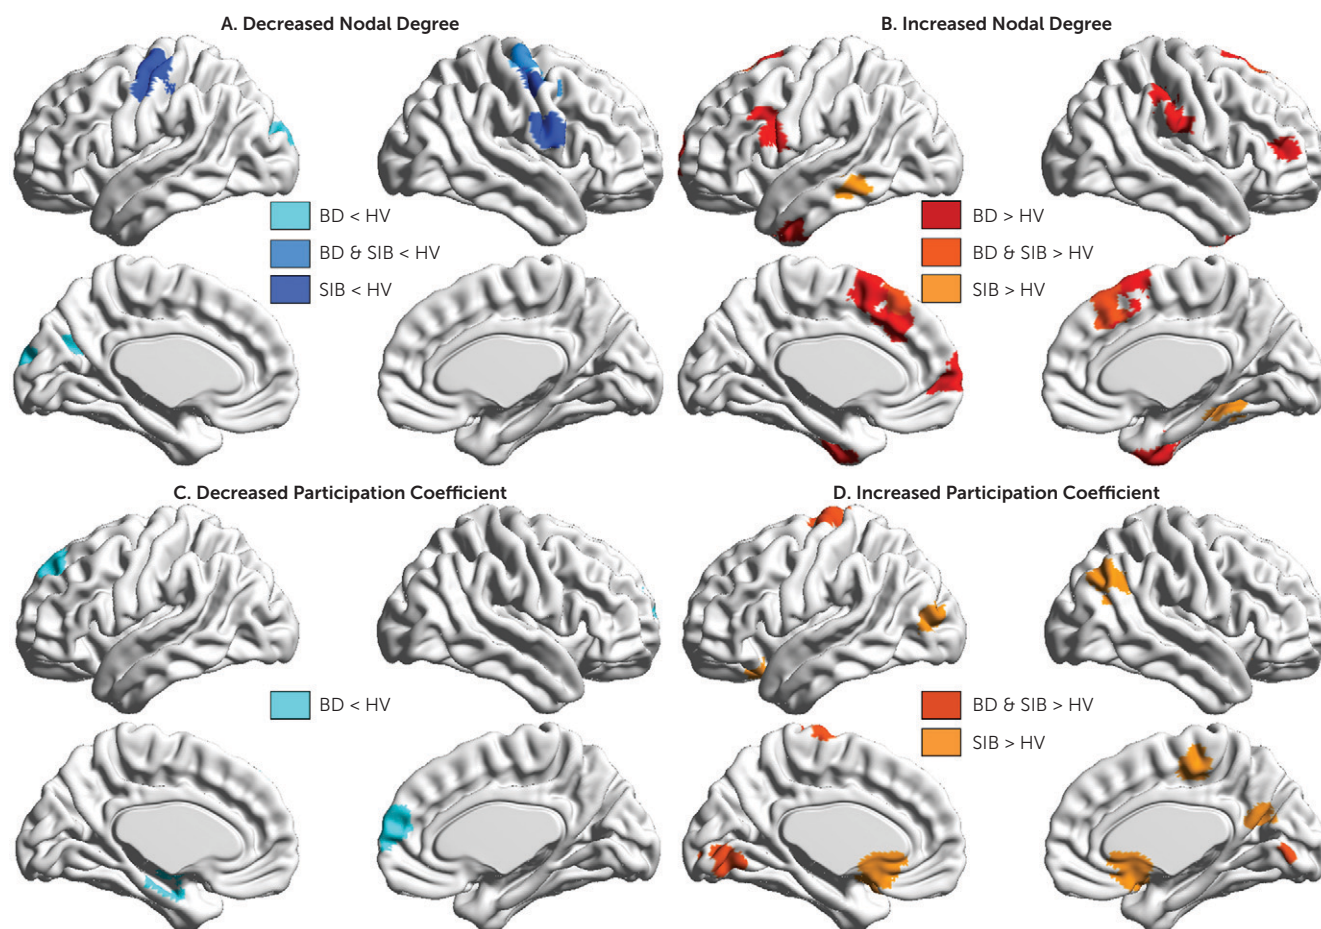 A. Decreased Nodal Degree
BD < HV
BD & SIB < HV
SIB < HV
B. Increased Nodal Degree
BD > HV
BD & SIB > HV
SIB > HV
C. Decreased Participation Coefficient
BD < HV
D. Increased Participation Coefficient
BD & SIB > HV
SIB > HV